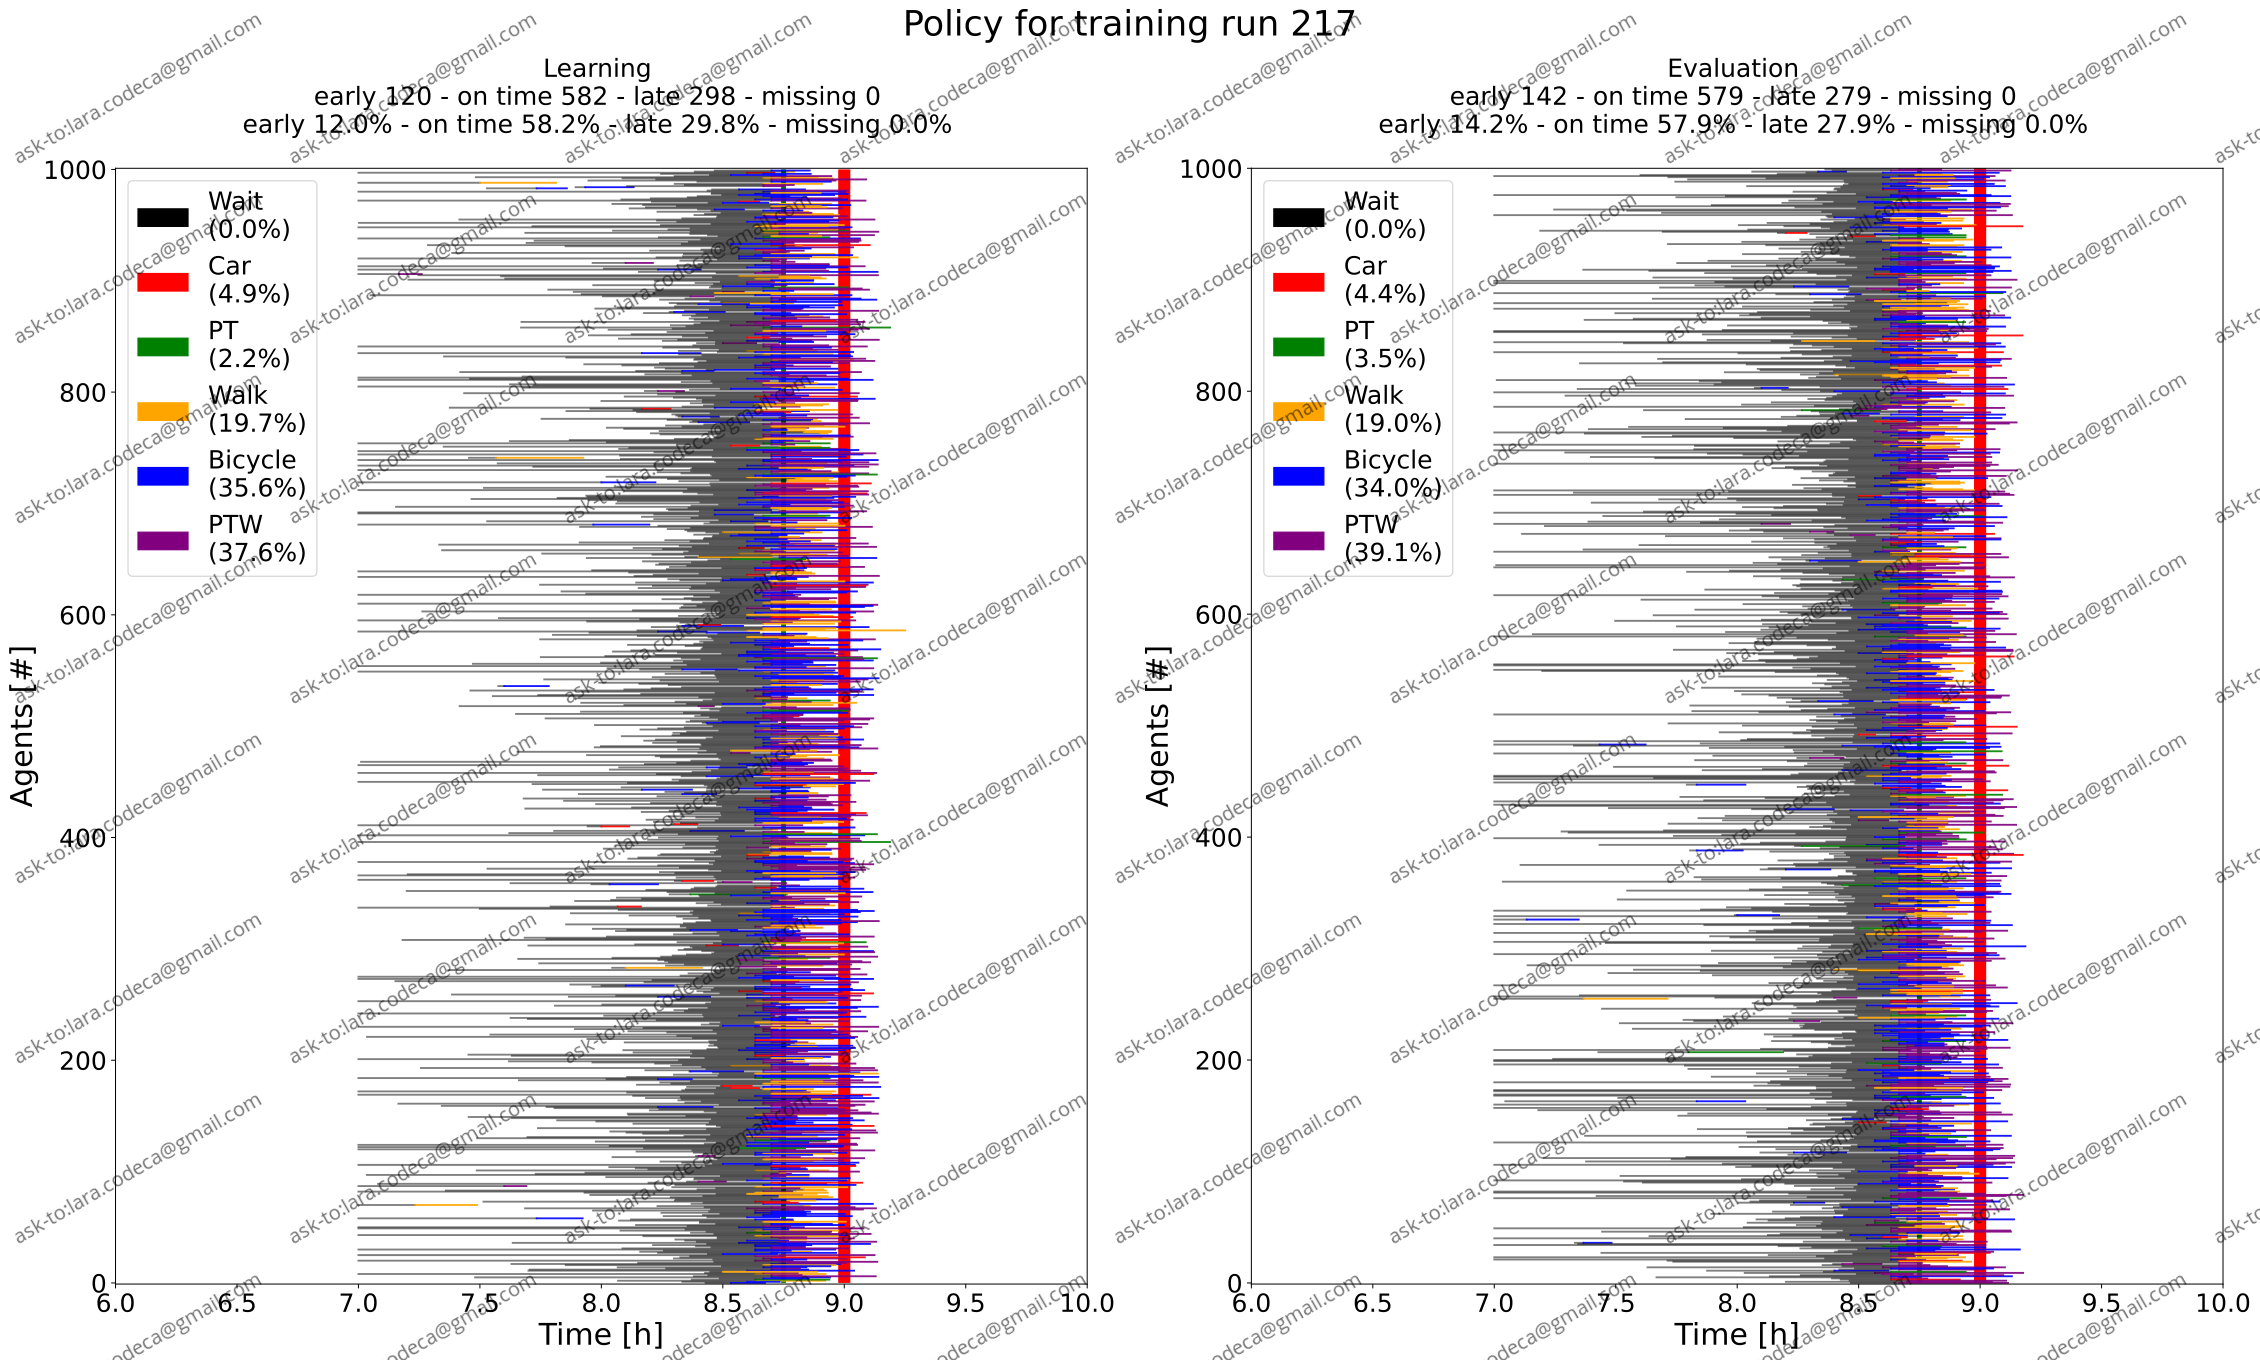 Policy for training run 217
Learning
early 120 - on time 582 - late 298 - missing 0
early 12.0% - on time 58.2% - late 29.8% - missing 0.0%
1000
800
600
400
200
0
Agents [#]
Wait
(0.0%)
Car
(4.9%)
PT
(2.2%)
Walk
(19.7%)
Bicycle
(35.6%)
PTW
(37.6%)
6.0 6.5 7.0 7.5 8.0 8.5 9.0 9.5 10.0
Time [h]
Evaluation
early 142 - on time 579 - late 279 - missing 0
early 14.2% - on time 57.9% - late 27.9% - missing 0.0%
1000
800
600
400
200
0
Agents [#]
Wait
(0.0%)
Car
(4.4%)
PT
(3.5%)
Walk
(19.0%)
Bicycle
(34.0%)
PTW
(39.1%)
6.0 6.5 7.0 7.5 8.0 8.5 9.0 9.5 10.0
Time [h]
ask-to:lara.codeca@gmail.com